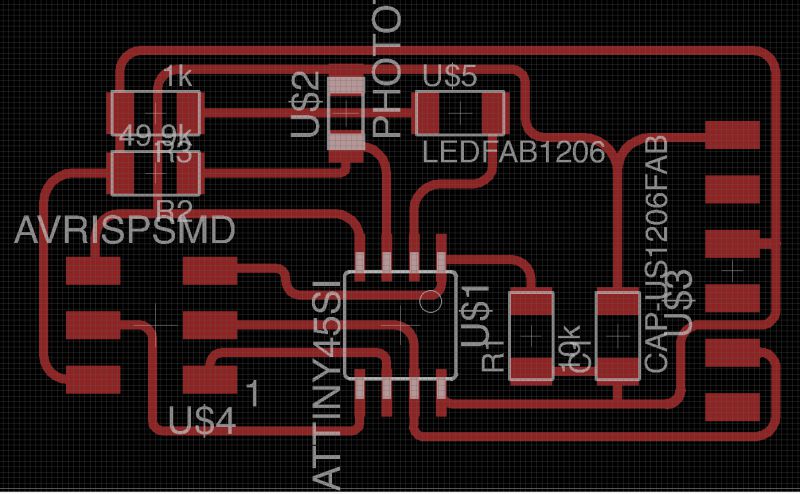 PHOTO
1k
U$2
U$5
49.9k
R3
LEDFAB1206
R2
AVRISPSMD
CAP-US1206FAB
U$3
U$1
R1
10k
C1
ATTINY45SI
1
U$4